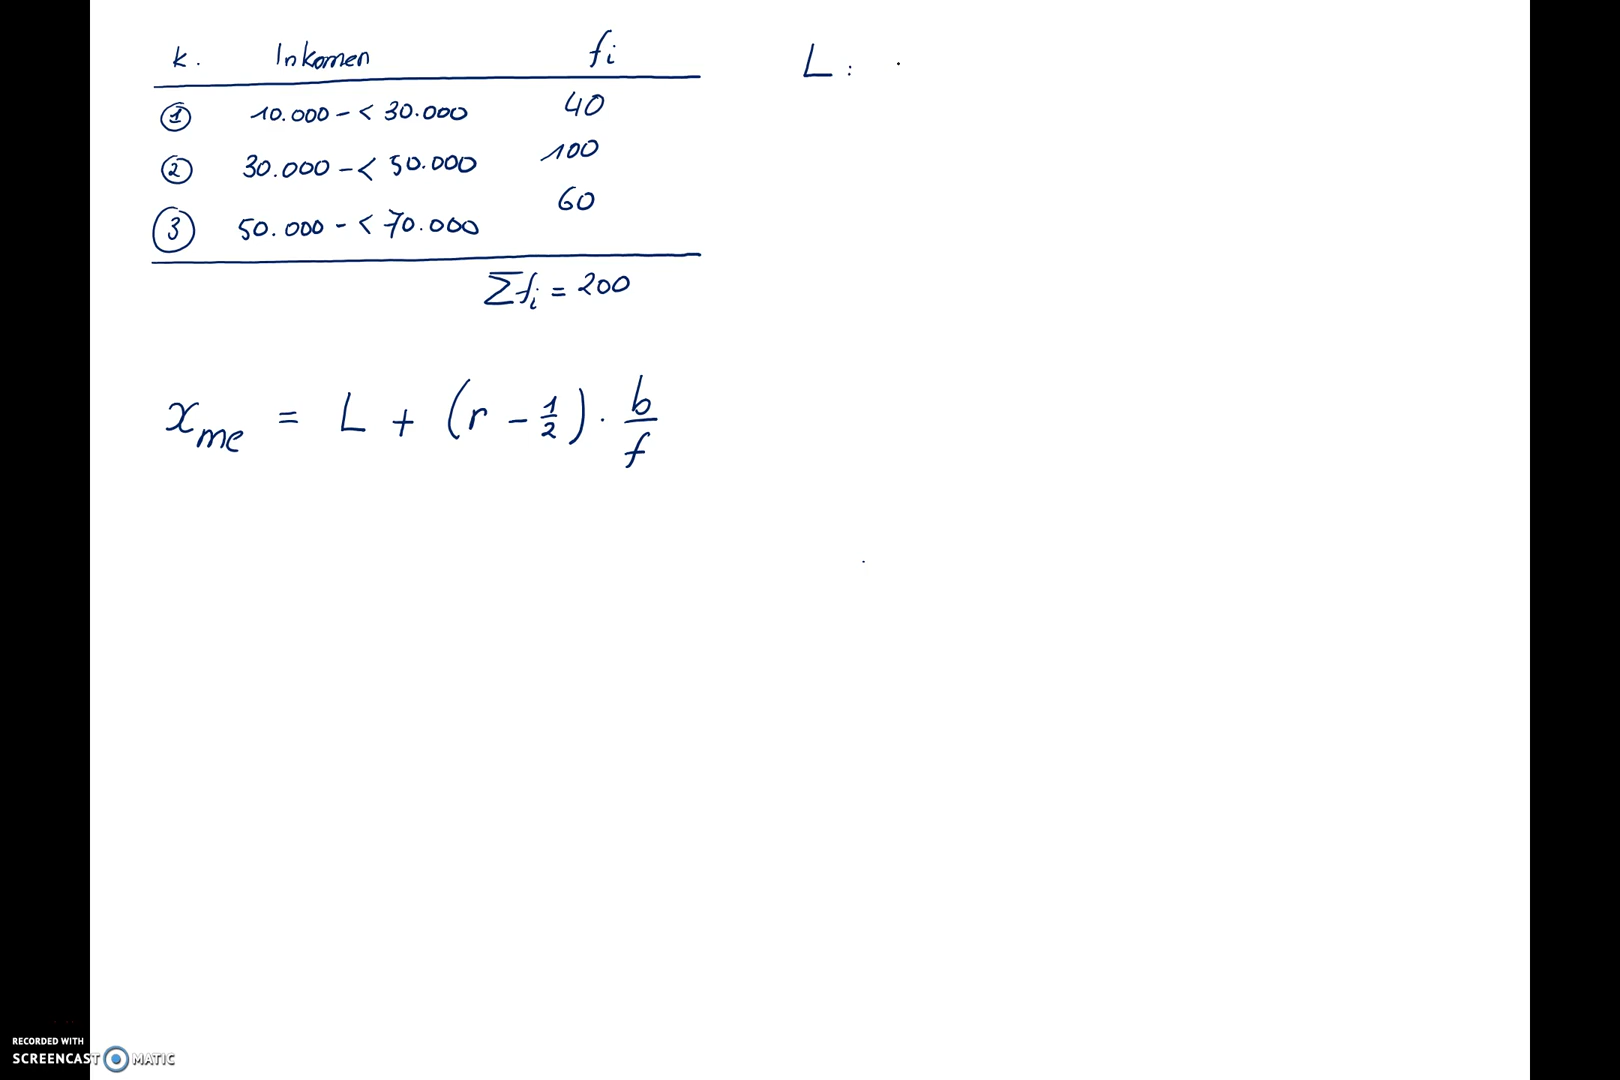 k. Inkomen fi
① 10.000 - < 30.000 40
② 30.000 - < 50.000 100
③ 50.000 - < 70.000 60
Σfi = 200
L :
x_me = L + (r - 1/2) · b/f
RECORDED WITH
SCREENCAST MATIC